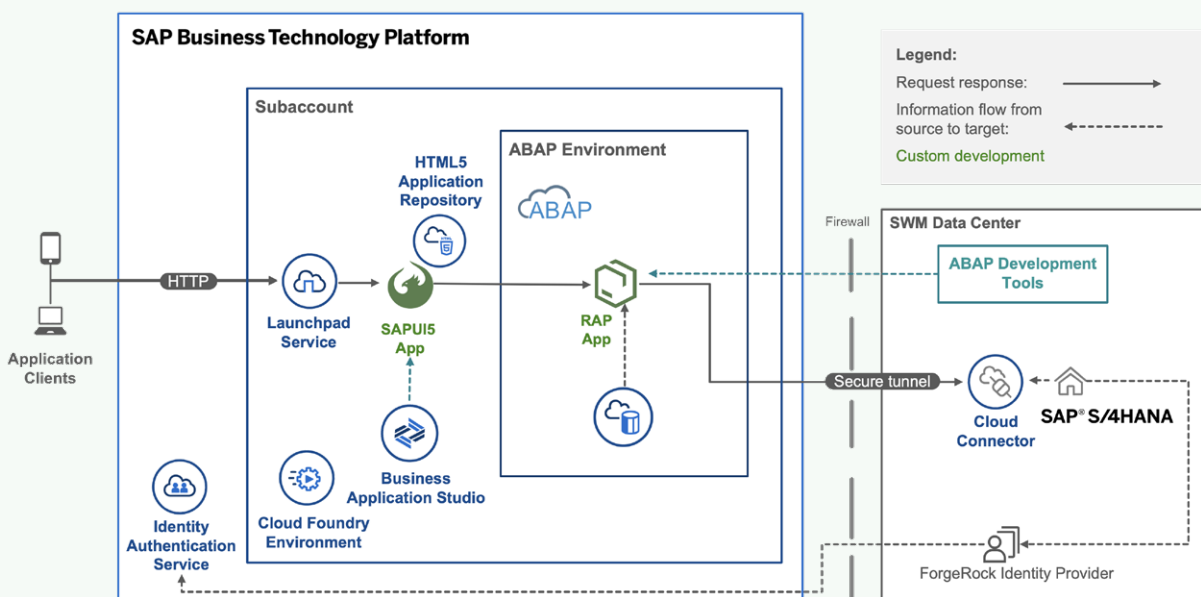 SAP Business Technology Platform
Legend:
Request response:
Information flow from
source to target:
Custom development
Subaccount
ABAP Environment
HTML5
Application
Repository
HTML
5
ABAP
Firewall
SWM Data Center
ABAP Development
Tools
HTTP
Launchpad
Service
SAPUI5
App
RAP
App
Application
Clients
Secure tunnel
Cloud
Connector
SAP® S/4HANA
Business
Application Studio
Identity
Authentication
Service
Cloud Foundry
Environment
ForgeRock Identity Provider